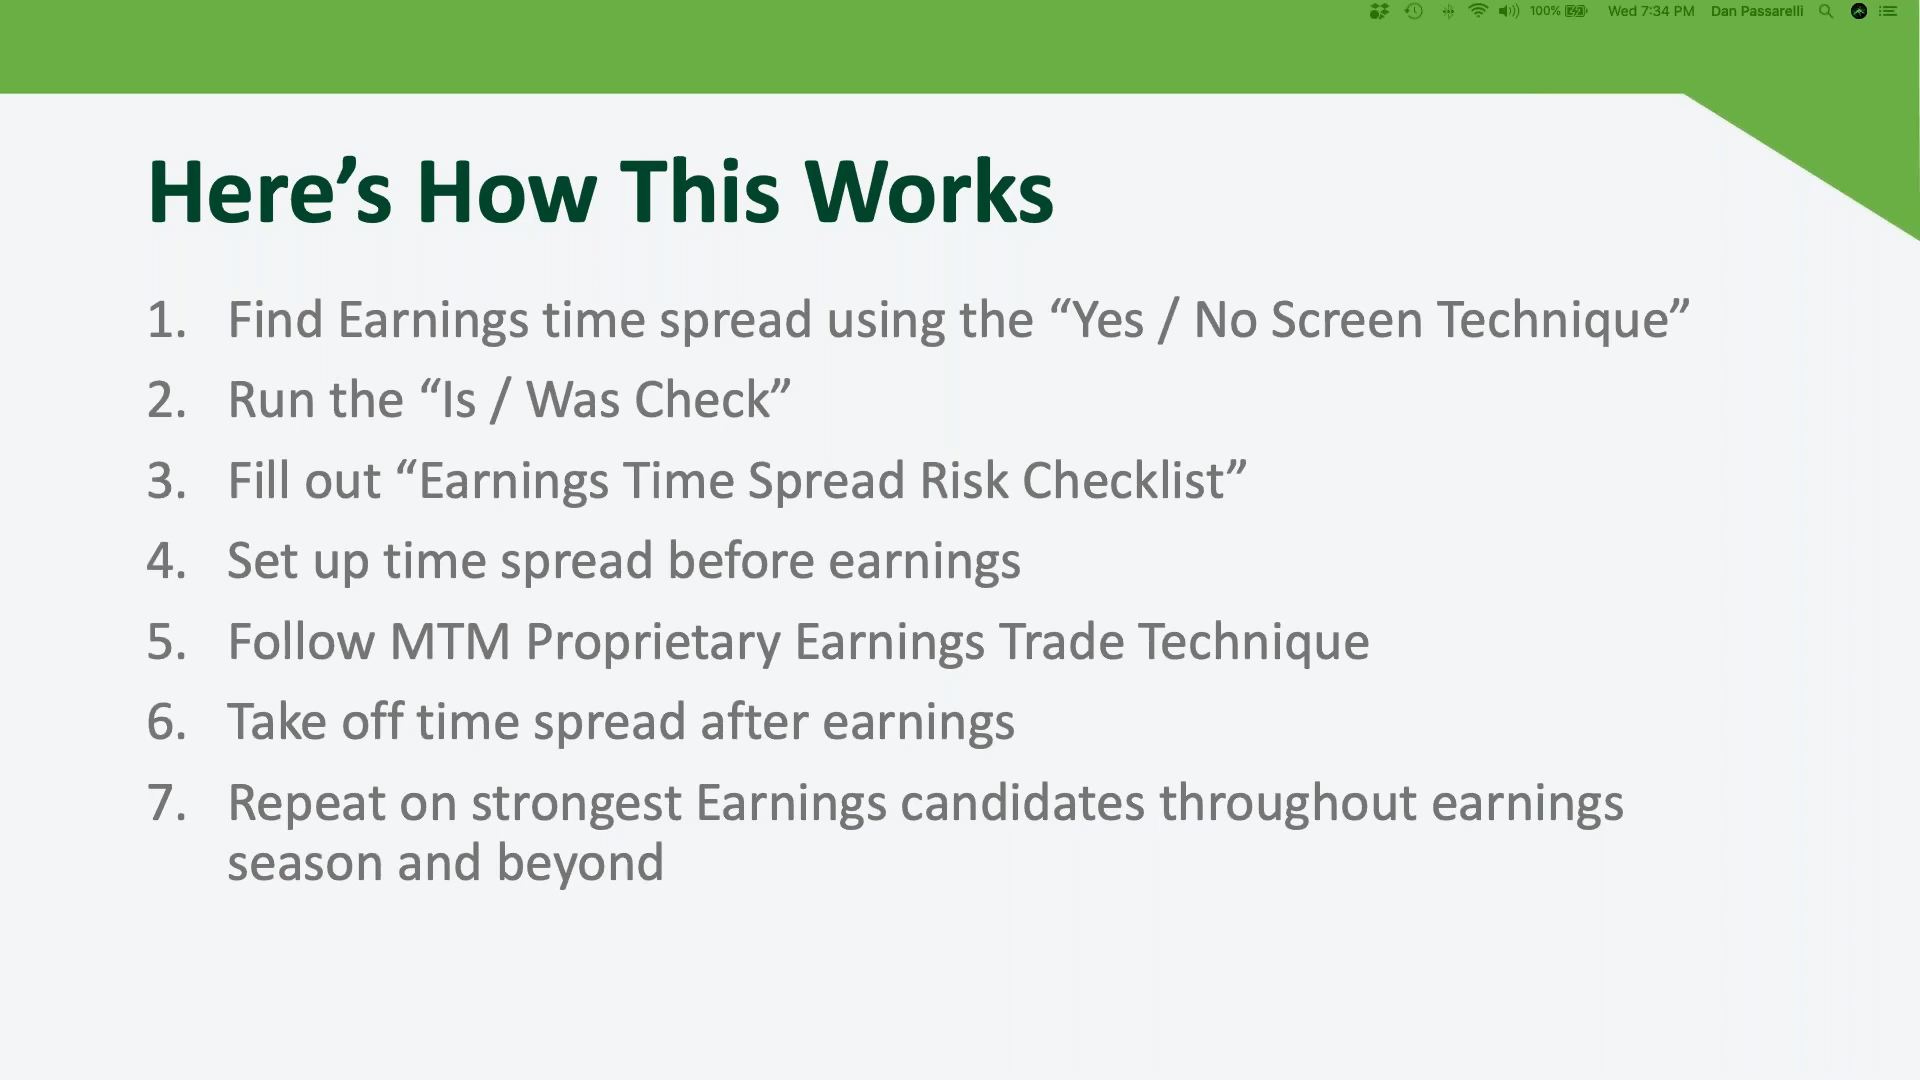 100%
Wed 7:34 PM
Dan Passarelli
Here’s How This Works
1. Find Earnings time spread using the “Yes / No Screen Technique”
2. Run the “Is / Was Check”
3. Fill out “Earnings Time Spread Risk Checklist”
4. Set up time spread before earnings
5. Follow MTM Proprietary Earnings Trade Technique
6. Take off time spread after earnings
7. Repeat on strongest Earnings candidates throughout earnings
season and beyond